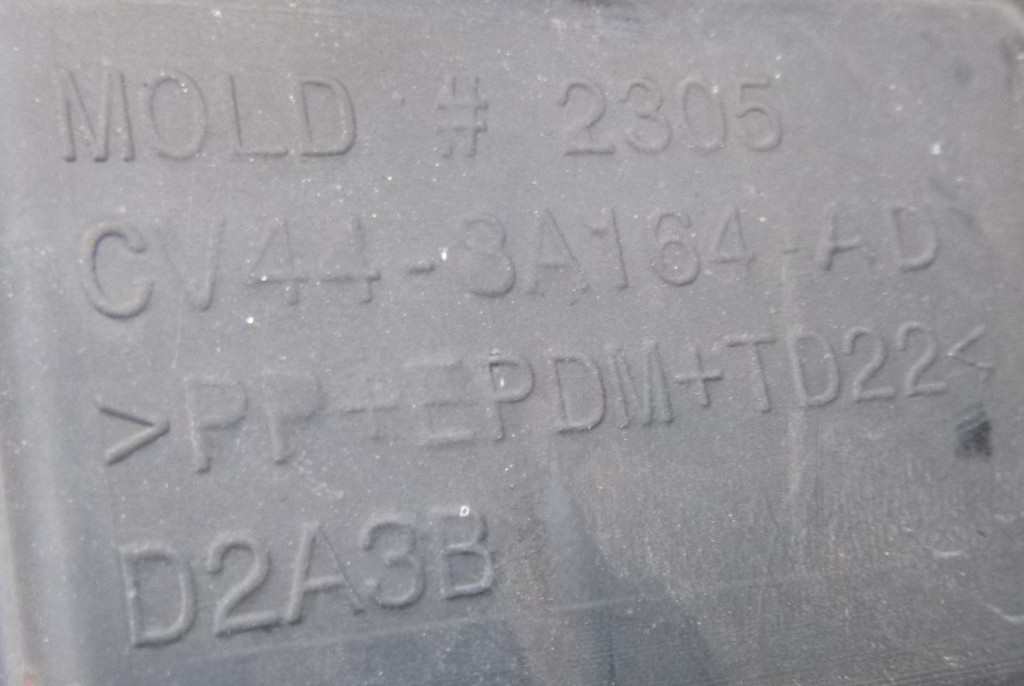 MOLD # 2305
CV44-3A164-AD
>PP+EPDM+TD22<
D2A3B